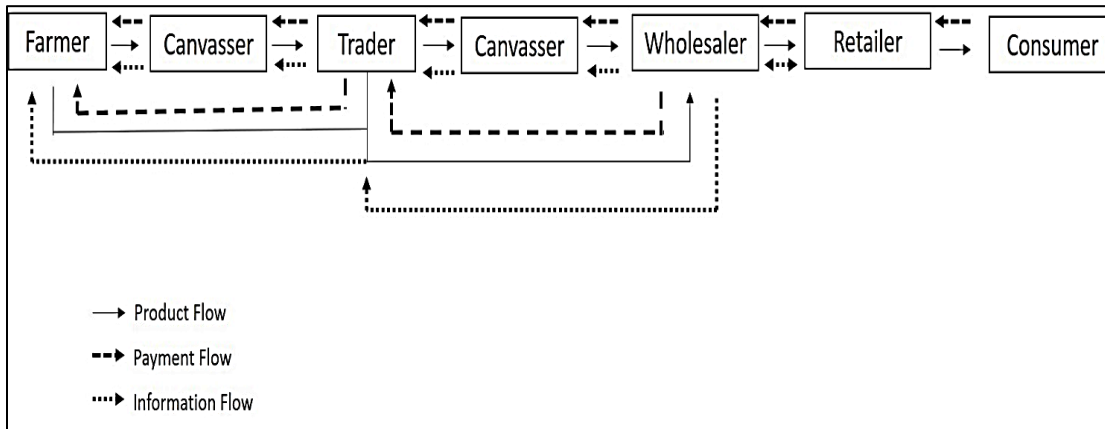 Farmer
Canvasser
Trader
Canvasser
Wholesaler
Retailer
Consumer
Product Flow
Payment Flow
Information Flow